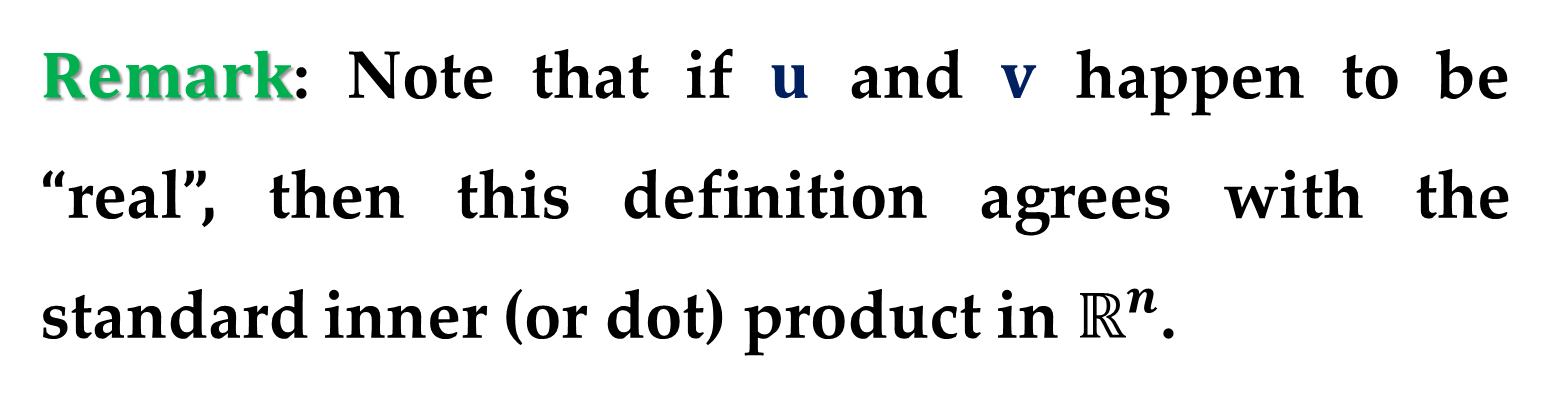 Remark: Note that if u and v happen to be
“real”, then this definition agrees with the
standard inner (or dot) product in ℝⁿ.